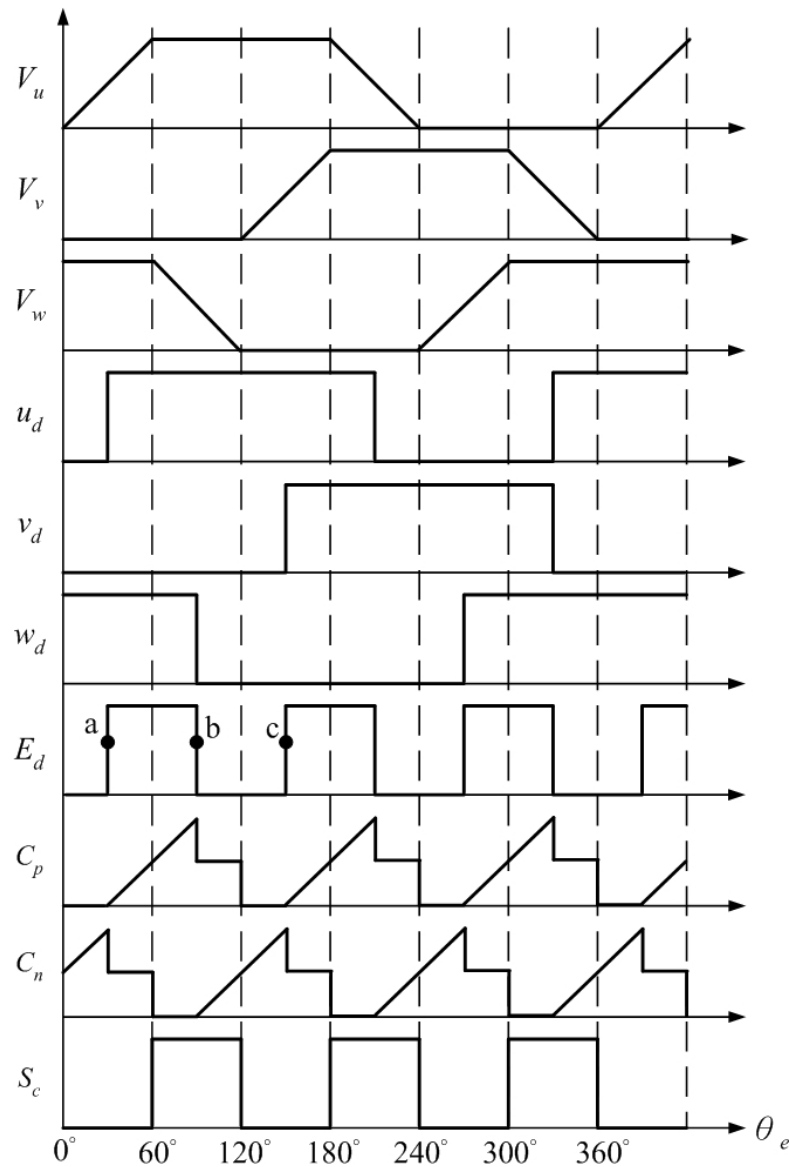 V_u
V_v
V_w
u_d
v_d
w_d
a b c
E_d
C_p
C_n
S_c
0° 60° 120° 180° 240° 300° 360° θ_e